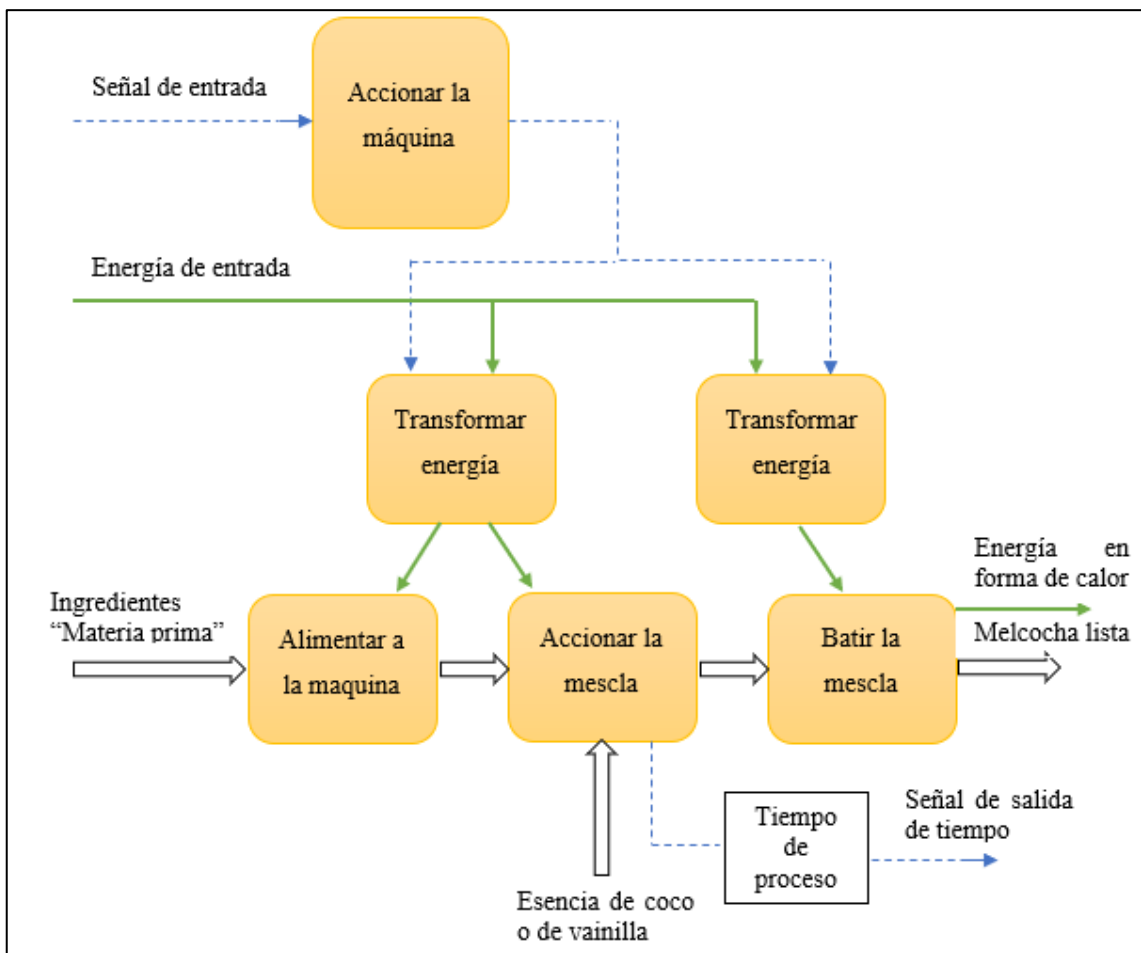 Señal de entrada
Accionar la
máquina
Energía de entrada
Transformar
energía
Transformar
energía
Ingredientes
“Materia prima”
Alimentar a
la maquina
Accionar la
mescla
Batir la
mescla
Energía en
forma de calor
Melcocha lista
Tiempo
de
proceso
Señal de salida
de tiempo
Esencia de coco
o de vainilla